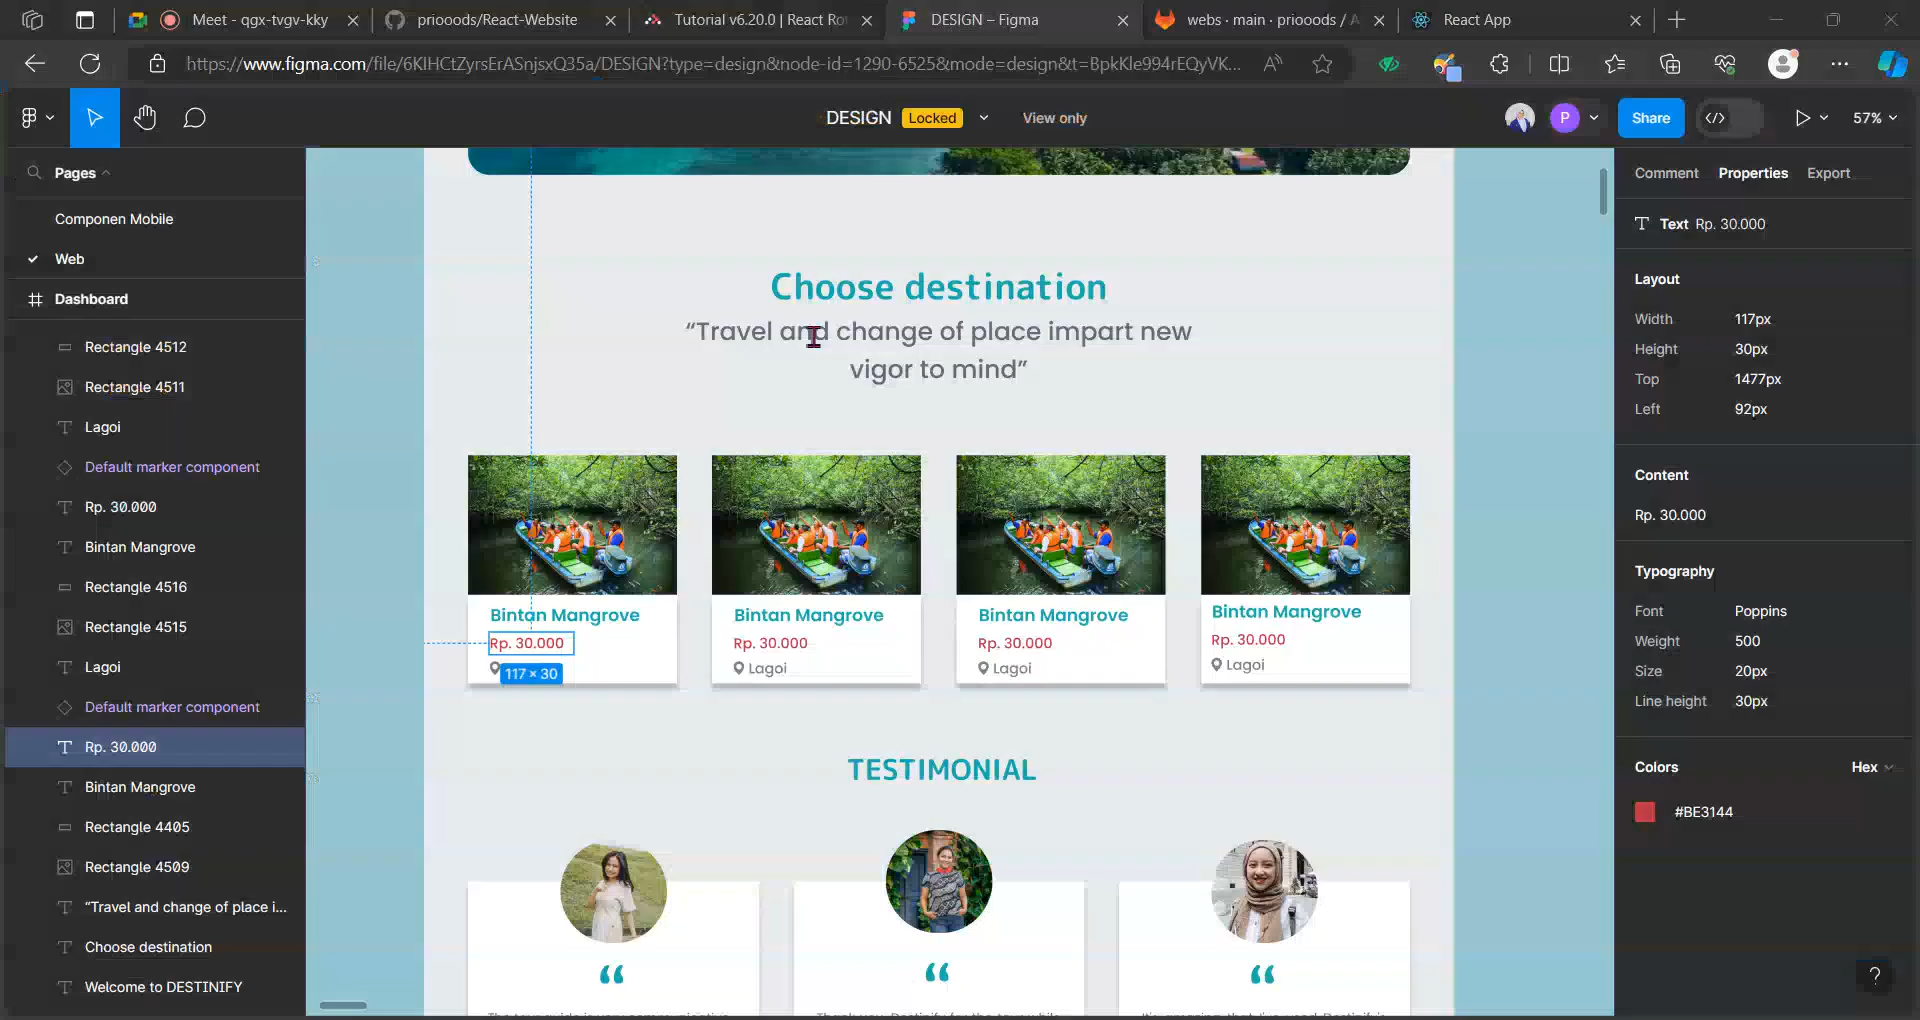 Meet - qgx-tvgv-kky
priooods/React-Website
Tutorial v6.20.0 | React Ro
DESIGN – Figma
webs · main · priooods / A
React App
https://www.figma.com/file/6KIHCtZyrsErASnjsxQ35a/DESIGN?type=design&node-id=1290-6525&mode=design&t=BpkKle994rEQyVK...
DESIGN
Locked
View only
P
Share
57%
Pages
Componen Mobile
Web
Dashboard
Rectangle 4512
Rectangle 4511
Lagoi
Default marker component
Rp. 30.000
Bintan Mangrove
Rectangle 4516
Rectangle 4515
Lagoi
Default marker component
Rp. 30.000
Bintan Mangrove
Rectangle 4405
Rectangle 4509
“Travel and change of place i...
Choose destination
Welcome to DESTINIFY
Choose destination
“Travel and change of place impart new
vigor to mind”
Bintan Mangrove
Rp. 30.000
117 × 30
Bintan Mangrove
Rp. 30.000
Lagoi
Bintan Mangrove
Rp. 30.000
Lagoi
Bintan Mangrove
Rp. 30.000
Lagoi
TESTIMONIAL
“
“
“
Comment
Properties
Export
Text Rp. 30.000
Layout
Width 117px
Height 30px
Top 1477px
Left 92px
Content
Rp. 30.000
Typography
Font Poppins
Weight 500
Size 20px
Line height 30px
Colors
Hex
#BE3144
?